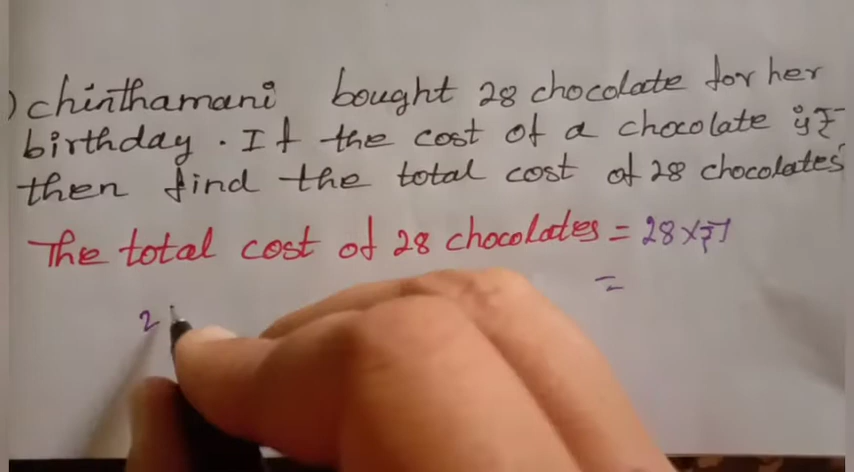 ) chinthamani bought 28 chocolate for her
birthday. If the cost of a chocolate is ₹
then find the total cost of 28 chocolates
The total cost of 28 chocolates = 28 × ₹7
=
2